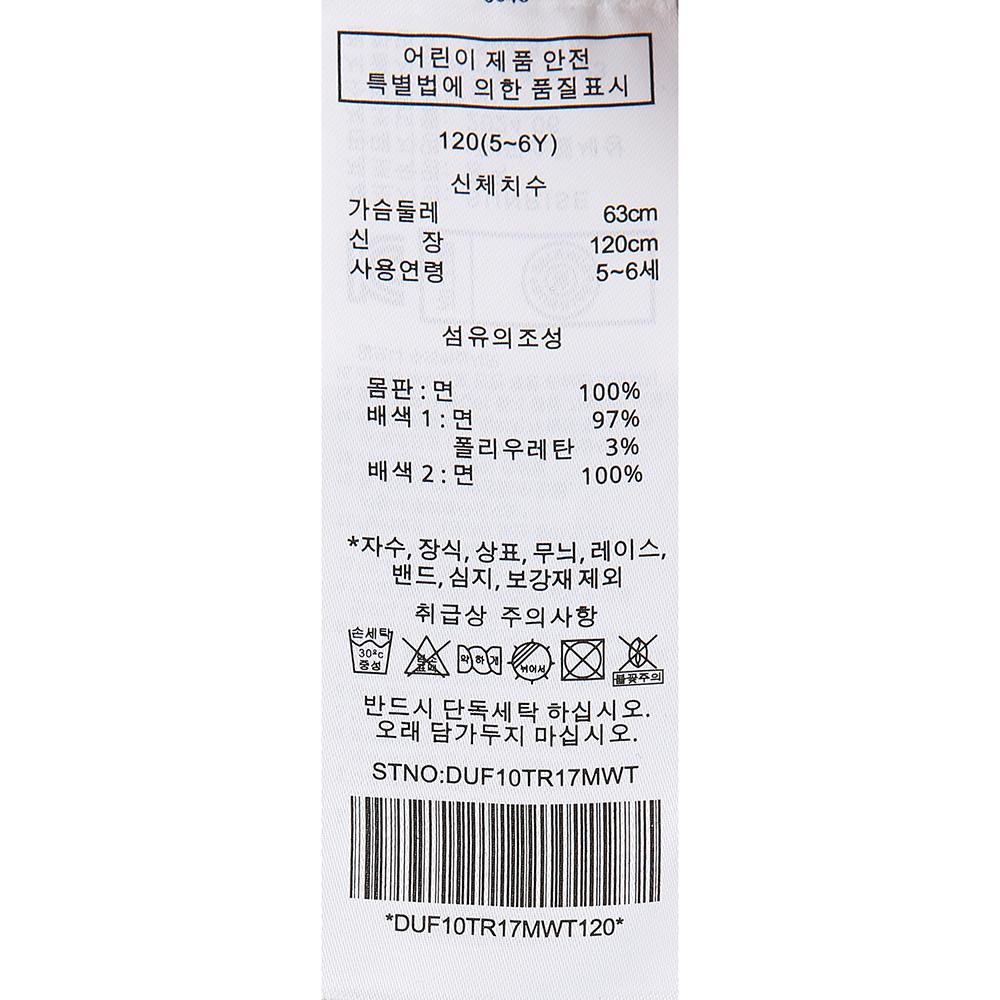 어린이 제품 안전
특별법에 의한 품질표시
120(5~6Y)
신체치수
가슴둘레 63cm
신 장 120cm
사용연령 5~6세
섬유의조성
몸판 : 면 100%
배색 1 : 면 97%
폴리우레탄 3%
배색 2 : 면 100%
*자수, 장식, 상표, 무늬, 레이스,
밴드, 심지, 보강재 제외
취급상 주의사항
손세탁
30²c
중성
약하게
뉘어서
불꽃주의
반드시 단독세탁 하십시오.
오래 담가두지 마십시오.
STNO:DUF10TR17MWT
*DUF10TR17MWT120*